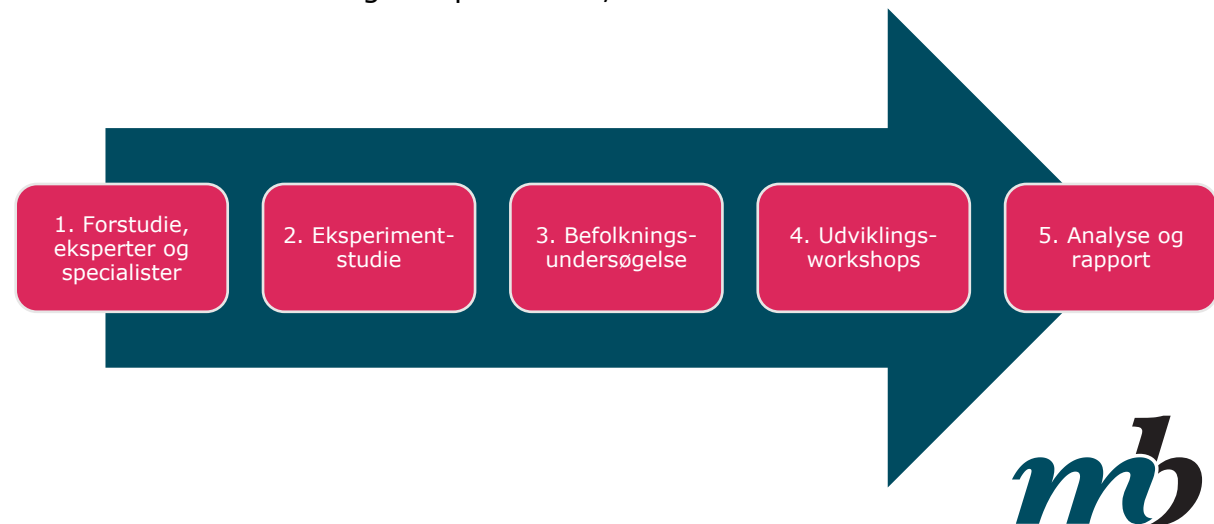 1. Forstudie,
eksperter og
specialister
2. Eksperiment-
studie
3. Befolknings-
undersøgelse
4. Udviklings-
workshops
5. Analyse og
rapport
mb